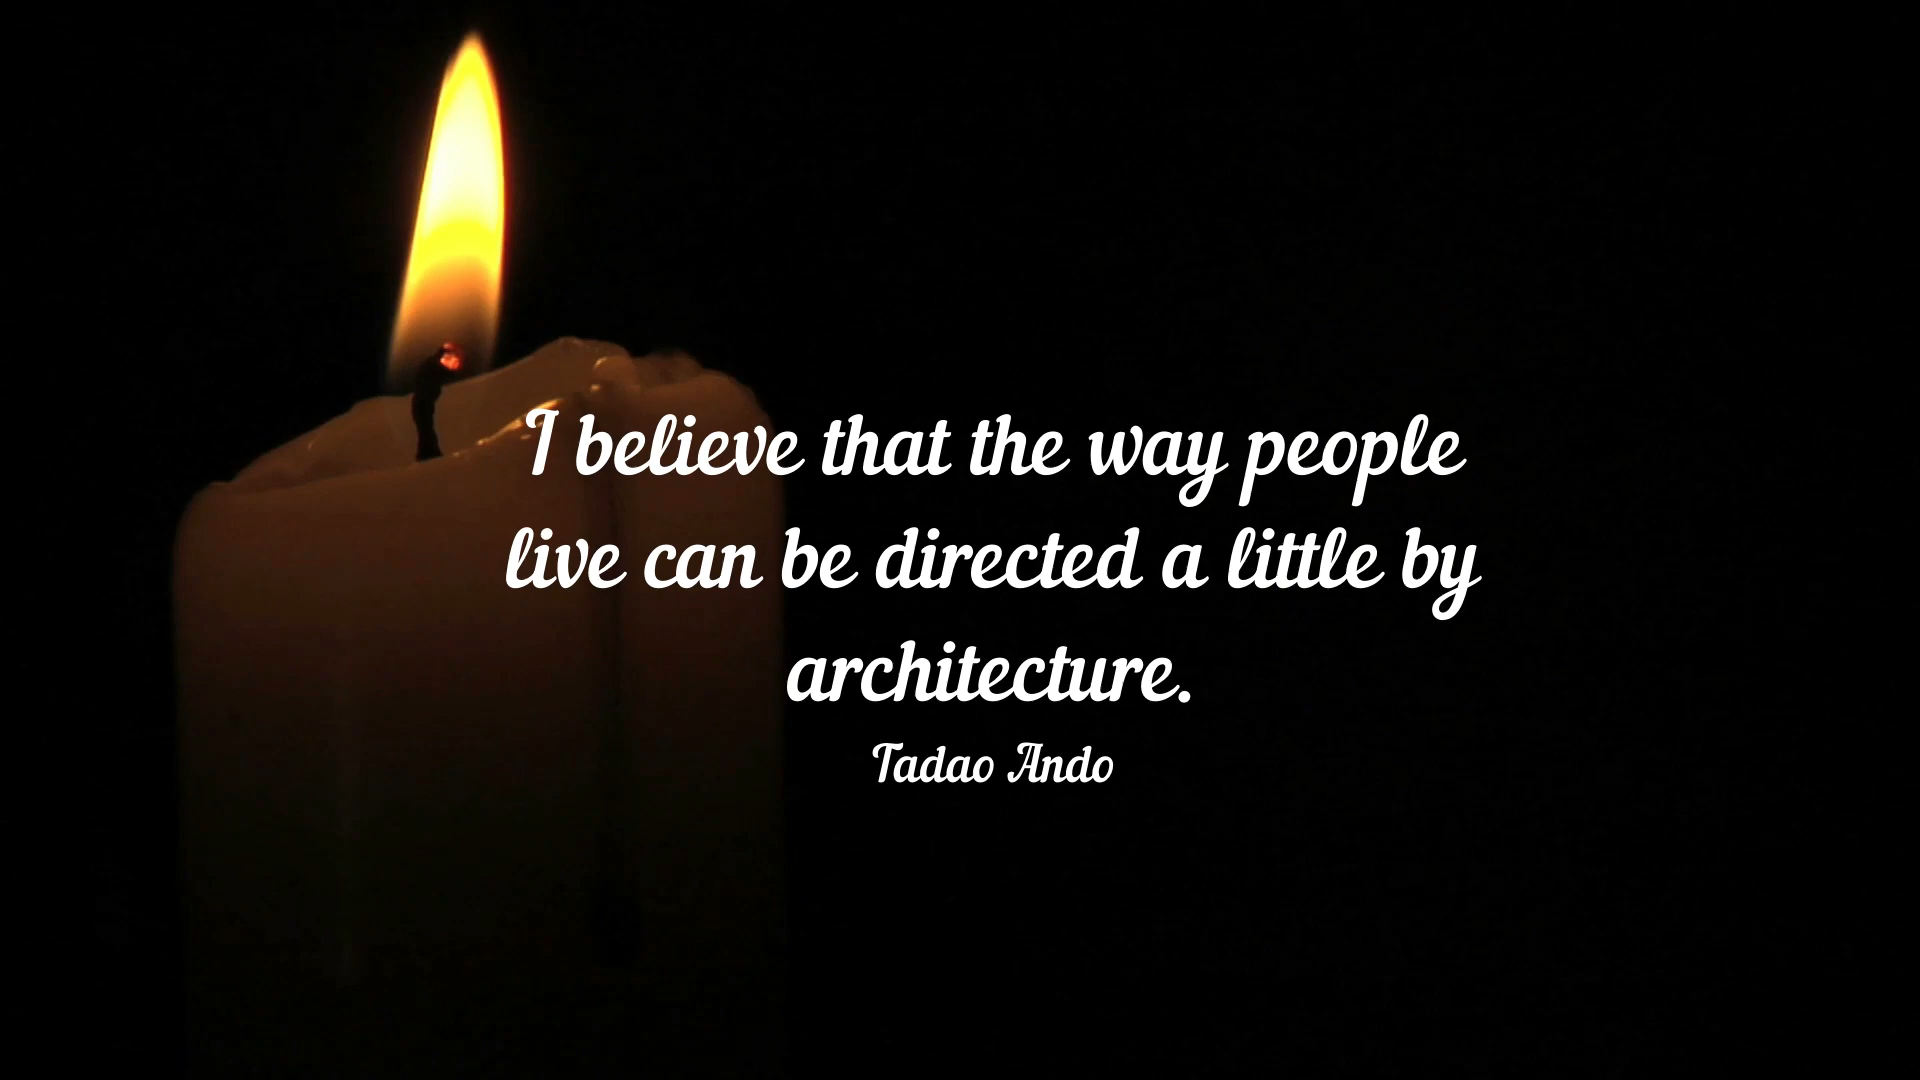 I believe that the way people
live can be directed a little by
architecture.
Tadao Ando